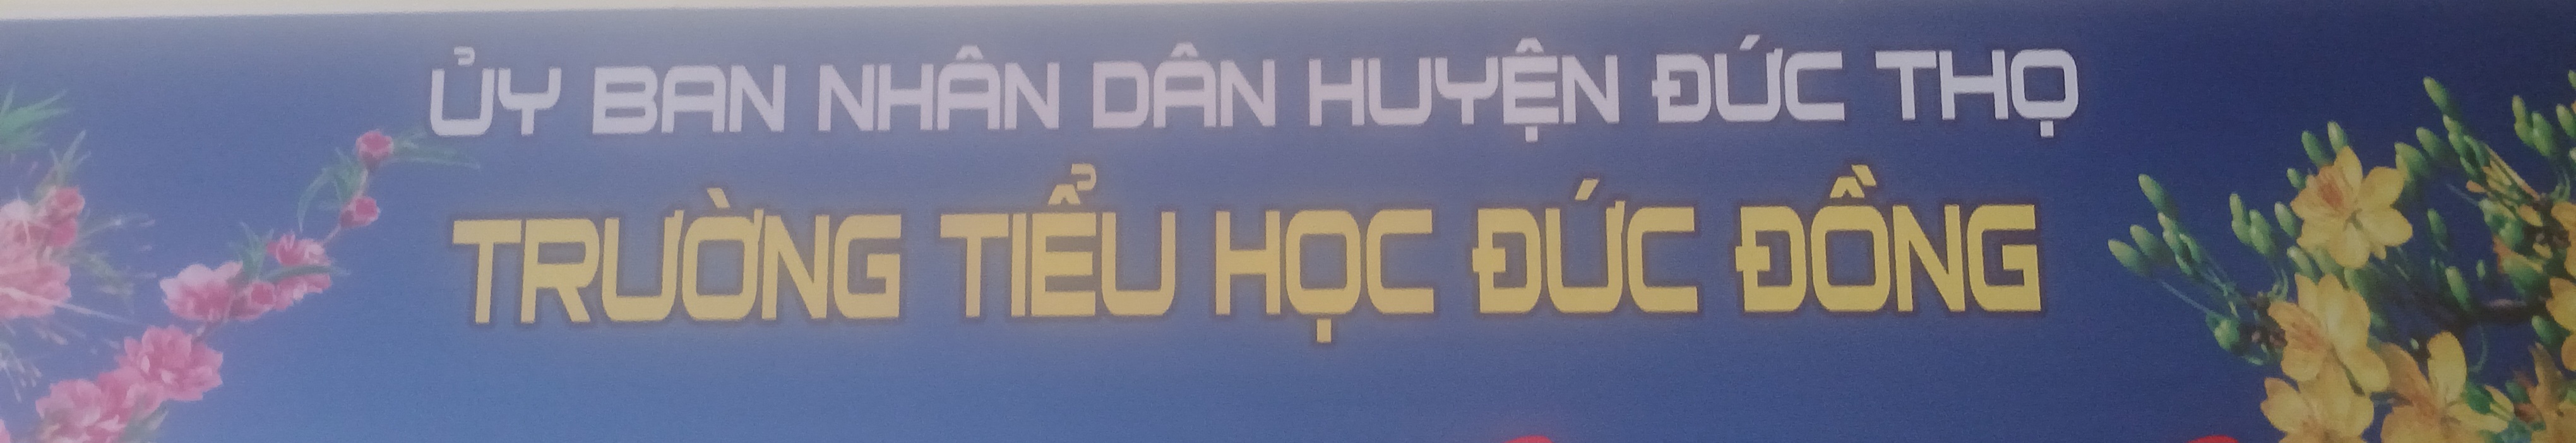 ỦY BAN NHÂN DÂN HUYỆN ĐỨC THỌ
TRƯỜNG TIỂU HỌC ĐỨC ĐỒNG